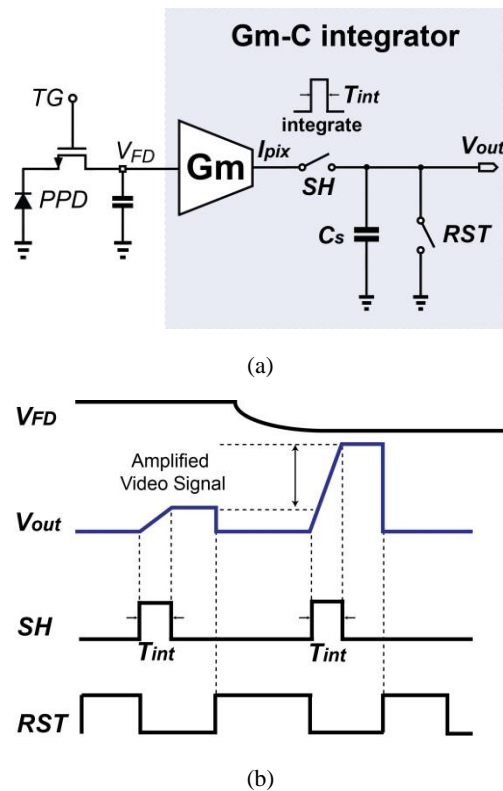 Gm-C integrator
TG
Tint
integrate
VFD
Gm
Ipix
Vout
SH
PPD
Cs
RST
(a)
VFD
Amplified
Video Signal
Vout
SH
Tint
Tint
RST
(b)